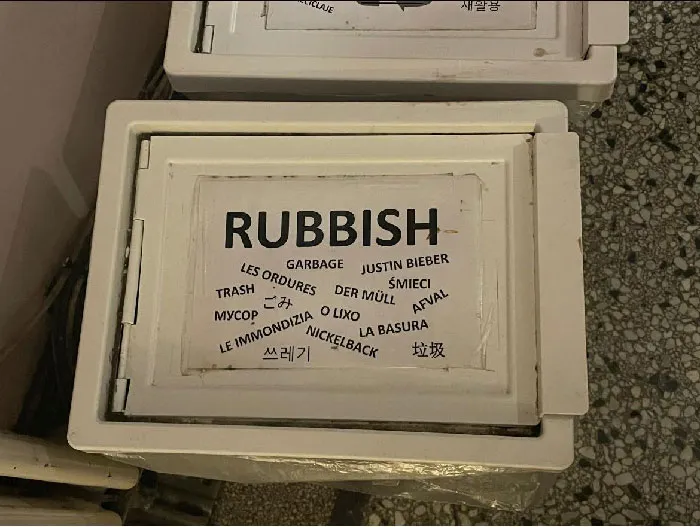 재활용
RUBBISH
GARBAGE
JUSTIN BIEBER
LES ORDURES
ŚMIECI
TRASH
ごみ
DER MÜLL
AFVAL
МУСОР
O LIXO
LA BASURA
LE IMMONDIZIA
NICKELBACK
쓰레기
垃圾